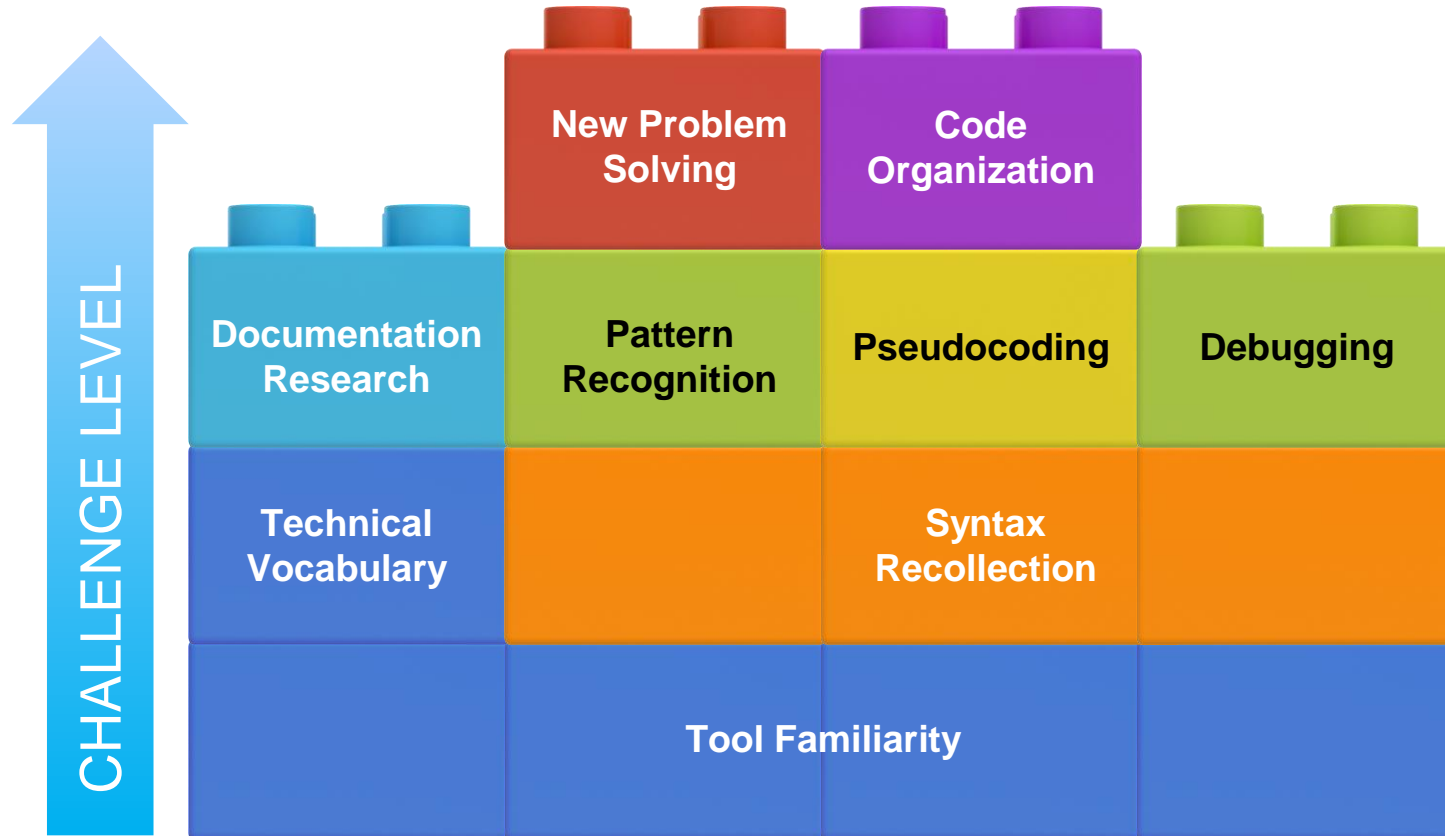 CHALLENGE LEVEL
New Problem
Solving
Code
Organization
Documentation
Research
Pattern
Recognition
Pseudocoding
Debugging
Technical
Vocabulary
Syntax
Recollection
Tool Familiarity